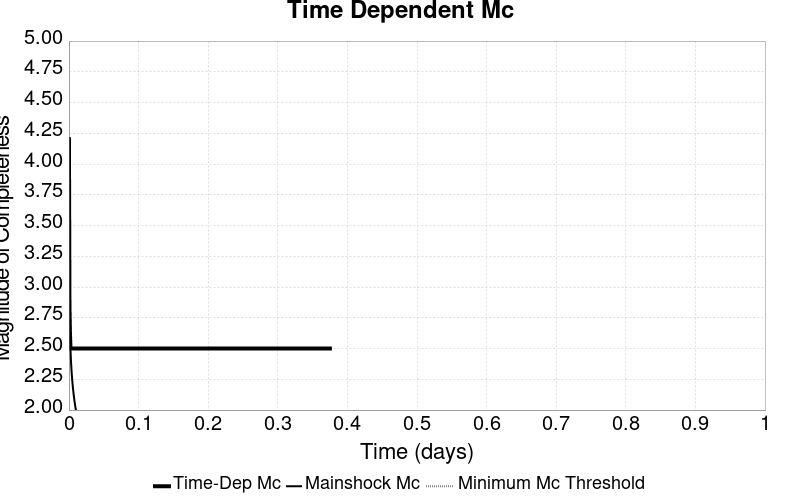 Time Dependent Mc
5.00
4.75
4.50
4.25
4.00
3.75
3.50
3.25
3.00
2.75
2.50
2.25
2.00
Magnitude of Completeness
0 0.1 0.2 0.3 0.4 0.5 0.6 0.7 0.8 0.9 1
Time (days)
Time-Dep Mc Mainshock Mc Minimum Mc Threshold